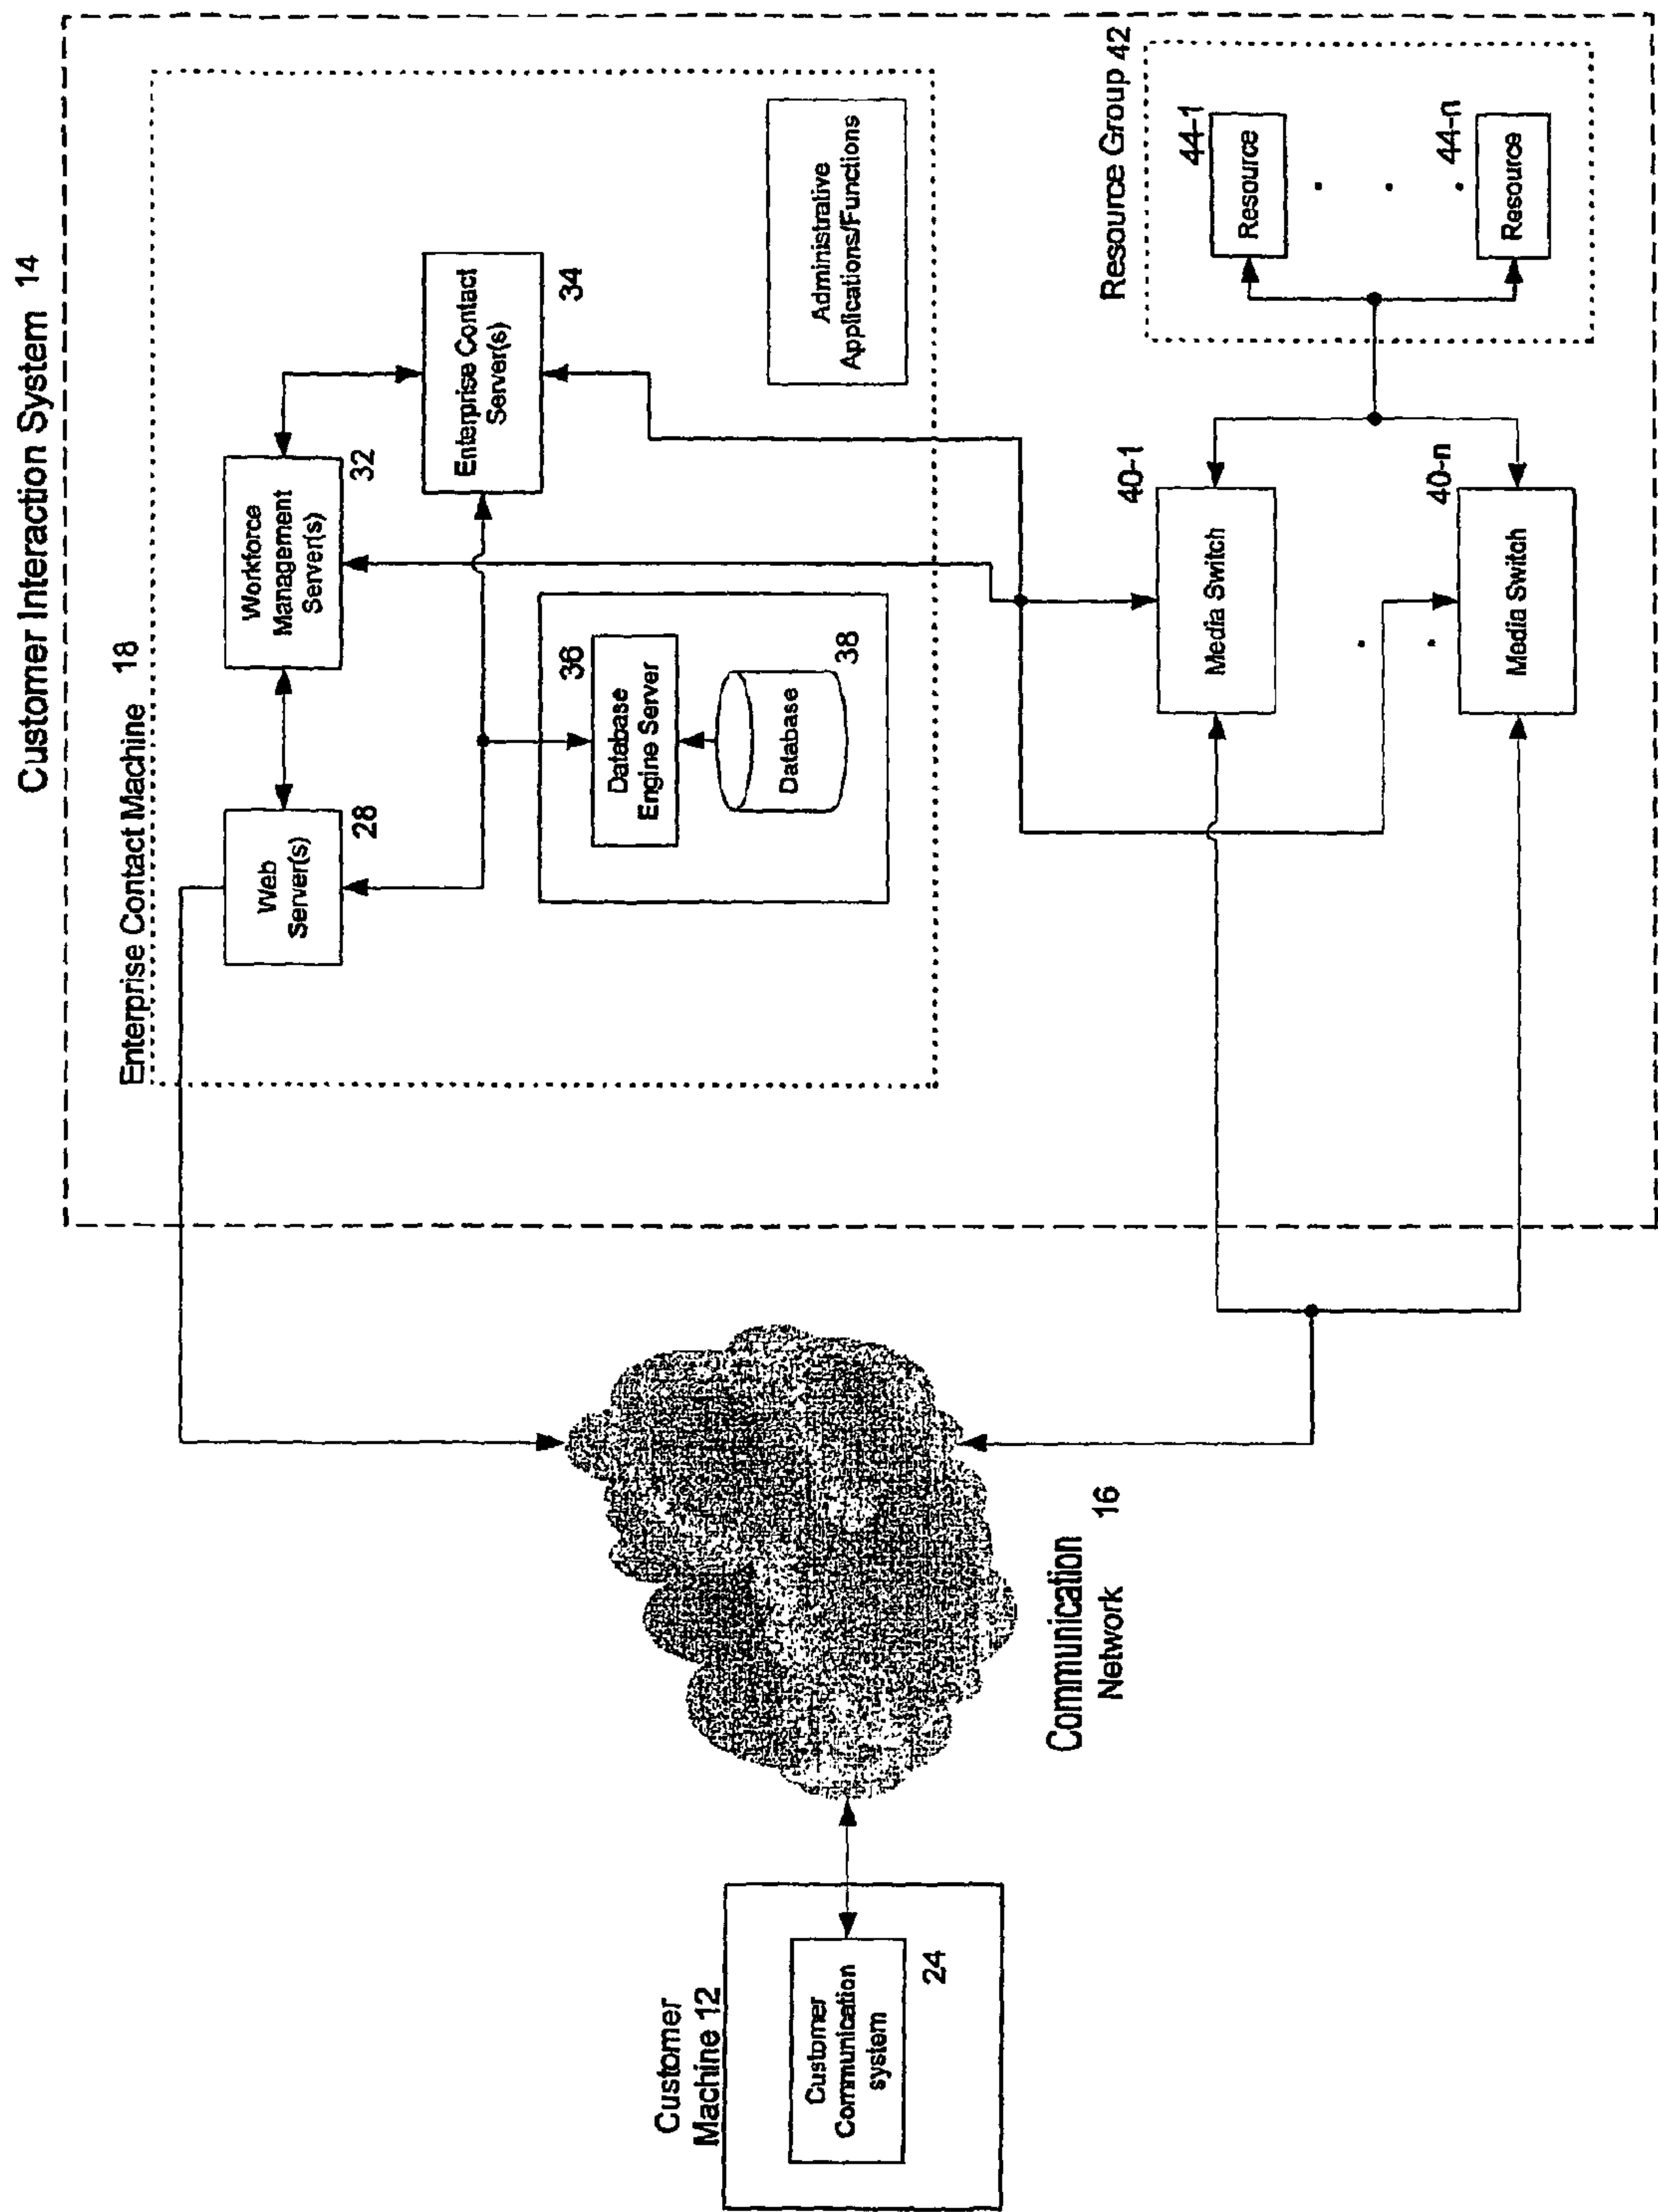 Customer Interaction System 14
Enterprise Contact Machine 18
Web
Server(s)
28
Workforce
Management
Server(s)
32
Enterprise Contact
Server(s)
34
Database
Engine Server
36
Database
38
Administrative
Applications/Functions
Customer
Machine 12
Customer
Communication
system
24
Communication
Network 16
40-1
Media Switch
40-n
Media Switch
Resource Group 42
44-1
Resource
44-n
Resource